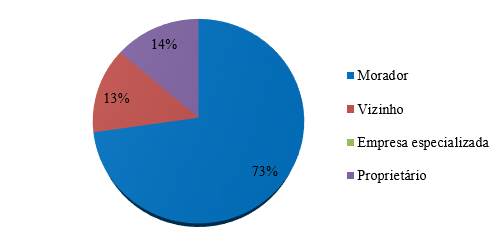 14%
13%
73%
Morador
Vizinho
Empresa especializada
Proprietário